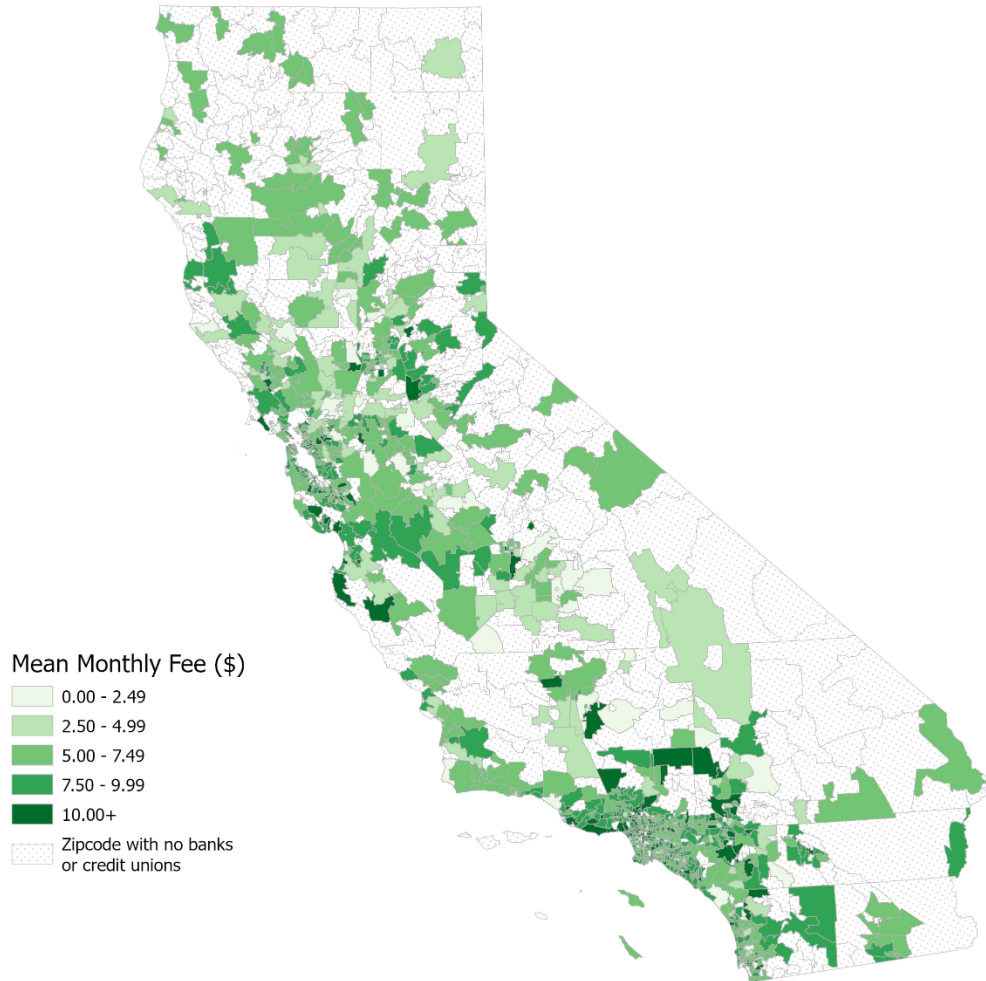 Mean Monthly Fee ($)
0.00 - 2.49
2.50 - 4.99
5.00 - 7.49
7.50 - 9.99
10.00+
Zipcode with no banks
or credit unions